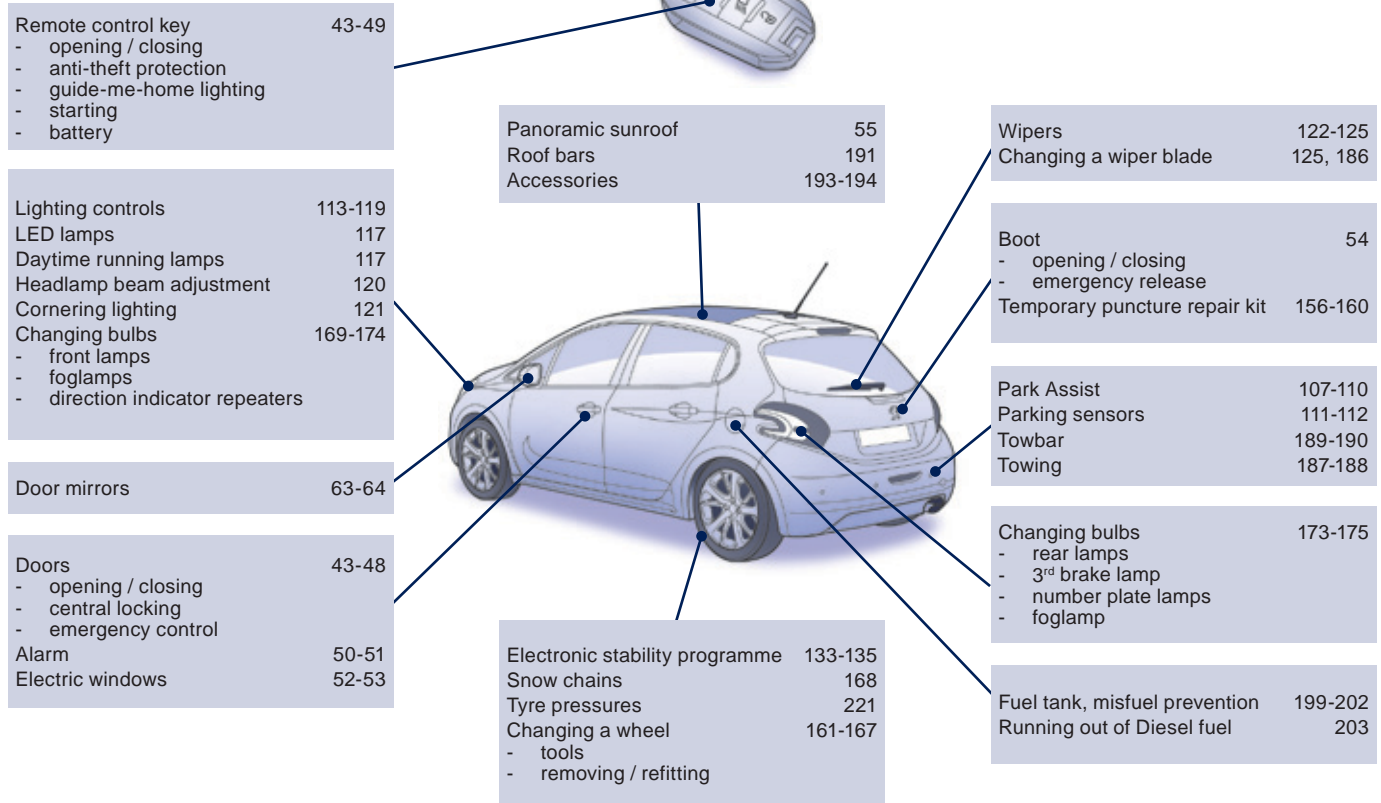 Remote control key 43-49
- opening / closing
- anti-theft protection
- guide-me-home lighting
- starting
- battery
Lighting controls 113-119
LED lamps 117
Daytime running lamps 117
Headlamp beam adjustment 120
Cornering lighting 121
Changing bulbs 169-174
- front lamps
- foglamps
- direction indicator repeaters
Door mirrors 63-64
Doors 43-48
- opening / closing
- central locking
- emergency control
Alarm 50-51
Electric windows 52-53
Panoramic sunroof 55
Roof bars 191
Accessories 193-194
Electronic stability programme 133-135
Snow chains 168
Tyre pressures 221
Changing a wheel 161-167
- tools
- removing / refitting
Wipers 122-125
Changing a wiper blade 125, 186
Boot 54
- opening / closing
- emergency release
Temporary puncture repair kit 156-160
Park Assist 107-110
Parking sensors 111-112
Towbar 189-190
Towing 187-188
Changing bulbs 173-175
- rear lamps
- 3rd brake lamp
- number plate lamps
- foglamp
Fuel tank, misfuel prevention 199-202
Running out of Diesel fuel 203